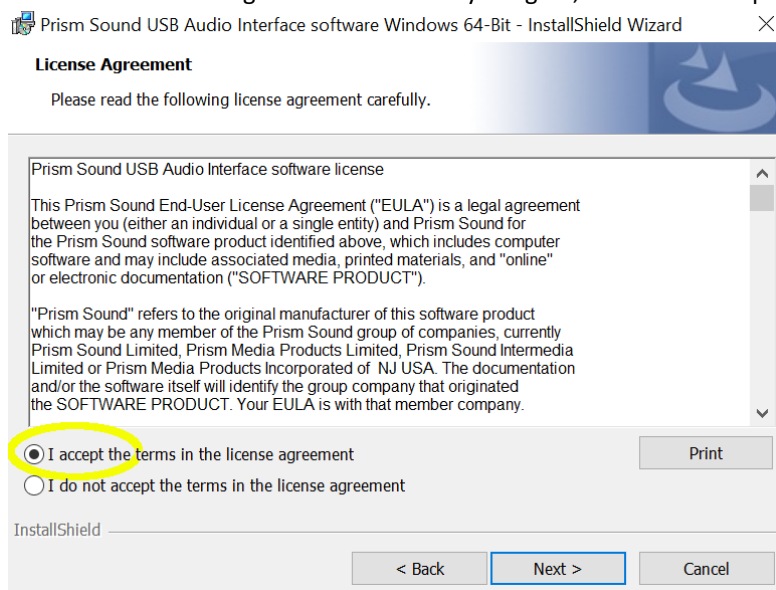 Prism Sound USB Audio Interface software Windows 64-Bit - InstallShield Wizard
License Agreement
Please read the following license agreement carefully.
Prism Sound USB Audio Interface software license
This Prism Sound End-User License Agreement ("EULA") is a legal agreement
between you (either an individual or a single entity) and Prism Sound for
the Prism Sound software product identified above, which includes computer
software and may include associated media, printed materials, and "online"
or electronic documentation ("SOFTWARE PRODUCT").
"Prism Sound" refers to the original manufacturer of this software product
which may be any member of the Prism Sound group of companies, currently
Prism Sound Limited, Prism Media Products Limited, Prism Sound Intermedia
Limited or Prism Media Products Incorporated of  NJ USA. The documentation
and/or the software itself will identify the group company that originated
the SOFTWARE PRODUCT. Your EULA is with that member company.
I accept the terms in the license agreement
Print
I do not accept the terms in the license agreement
InstallShield
< Back
Next >
Cancel